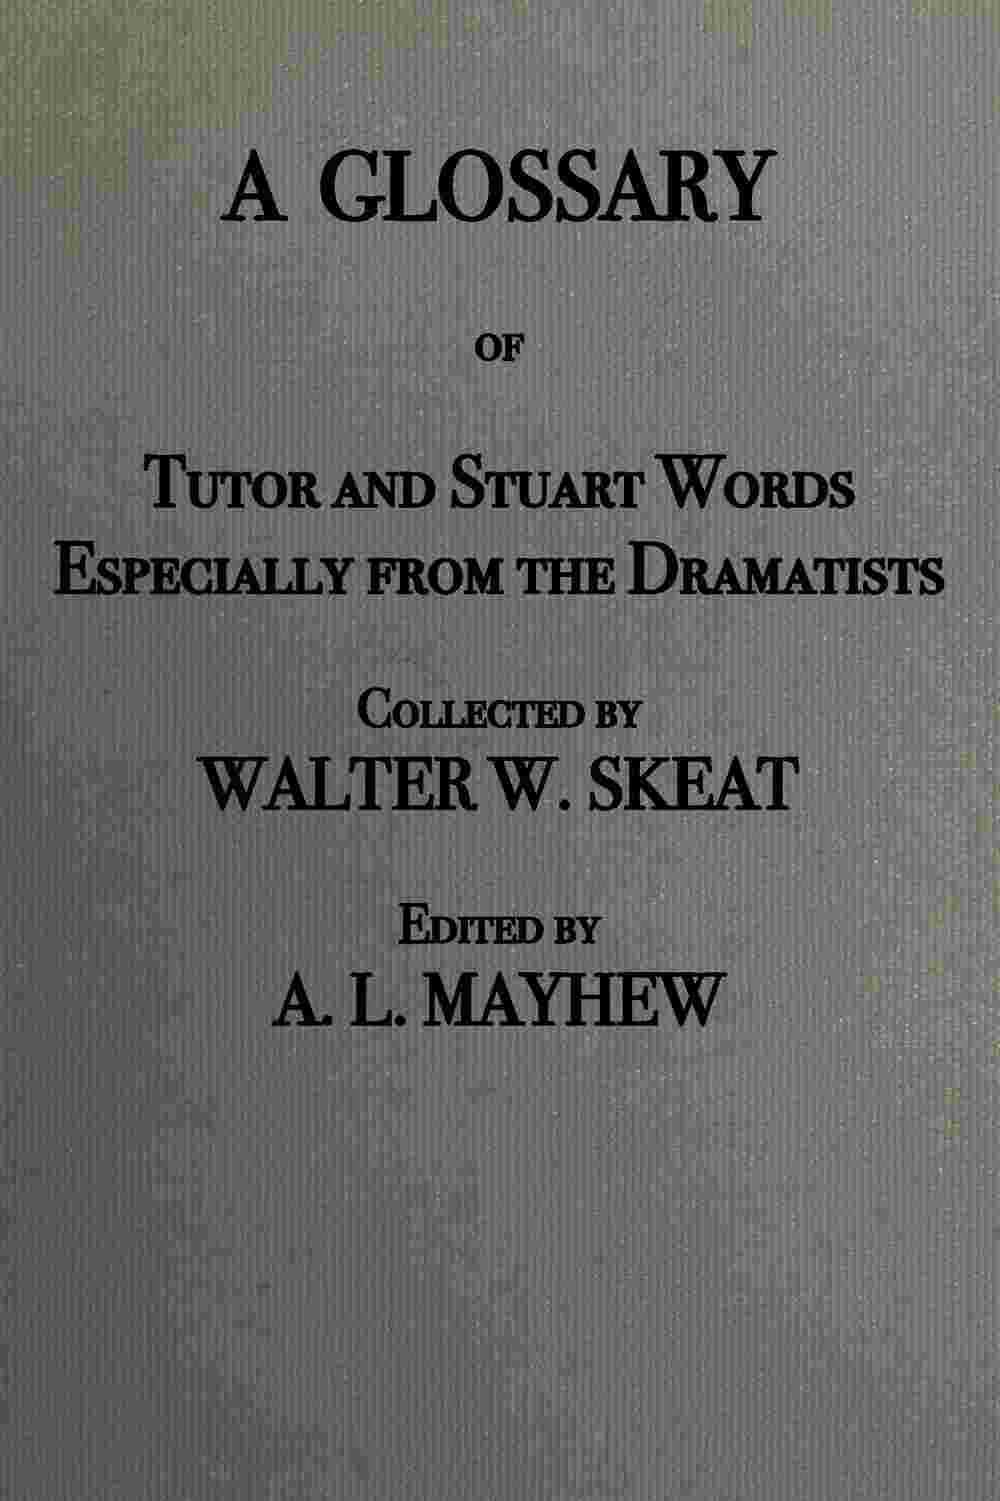 A GLOSSARY
OF
TUTOR AND STUART WORDS
ESPECIALLY FROM THE DRAMATISTS
COLLECTED BY
WALTER W. SKEAT
EDITED BY
A. L. MAYHEW